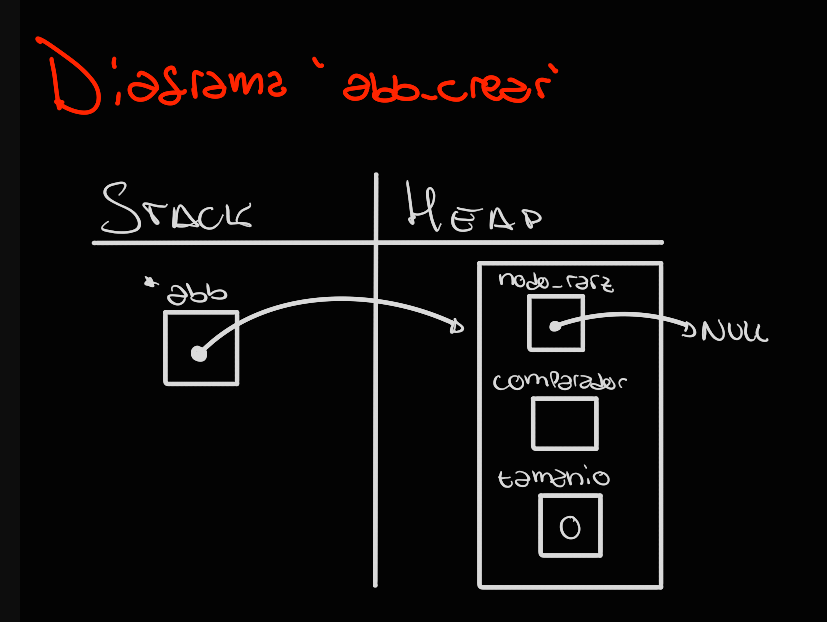 Diagrama 'abb_crear'
STACK HEAP
*abb
nodo_raiz
NULL
comparador
tamanio
0